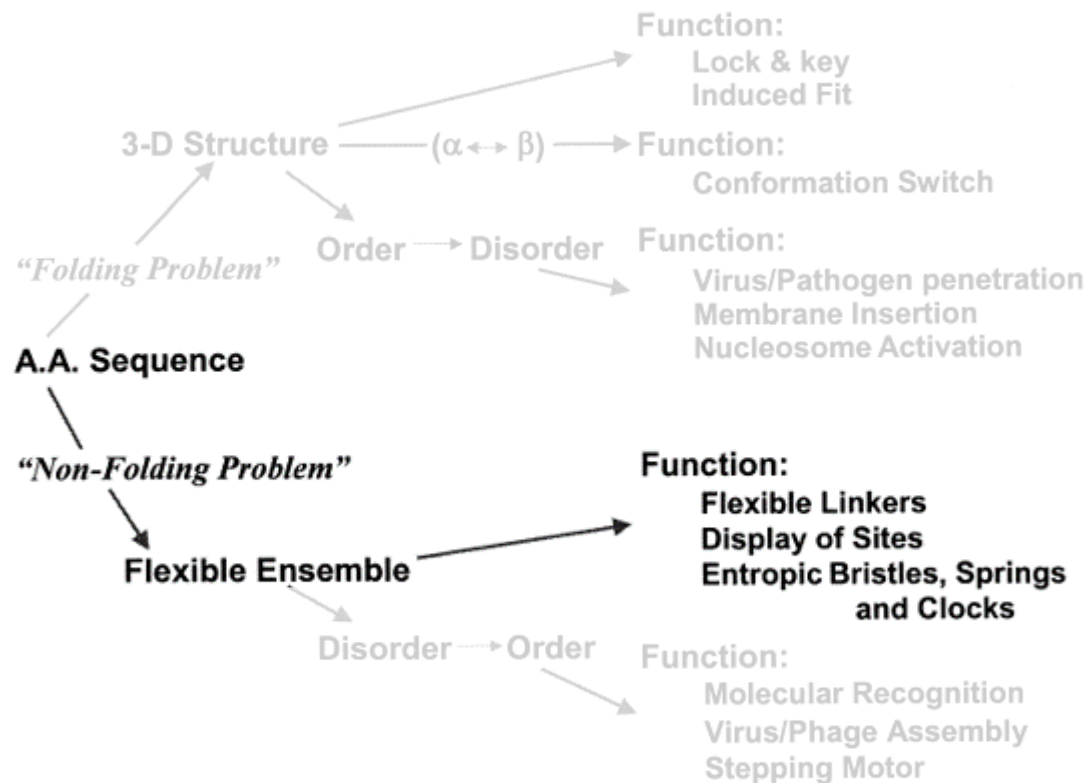 Function:
Lock & key
Induced Fit
3-D Structure
(α ↔ β)
Function:
Conformation Switch
Order
Disorder
Function:
"Folding Problem"
Virus/Pathogen penetration
Membrane Insertion
Nucleosome Activation
A.A. Sequence
"Non-Folding Problem"
Function:
Flexible Linkers
Display of Sites
Entropic Bristles, Springs
and Clocks
Flexible Ensemble
Disorder
Order
Function:
Molecular Recognition
Virus/Phage Assembly
Stepping Motor